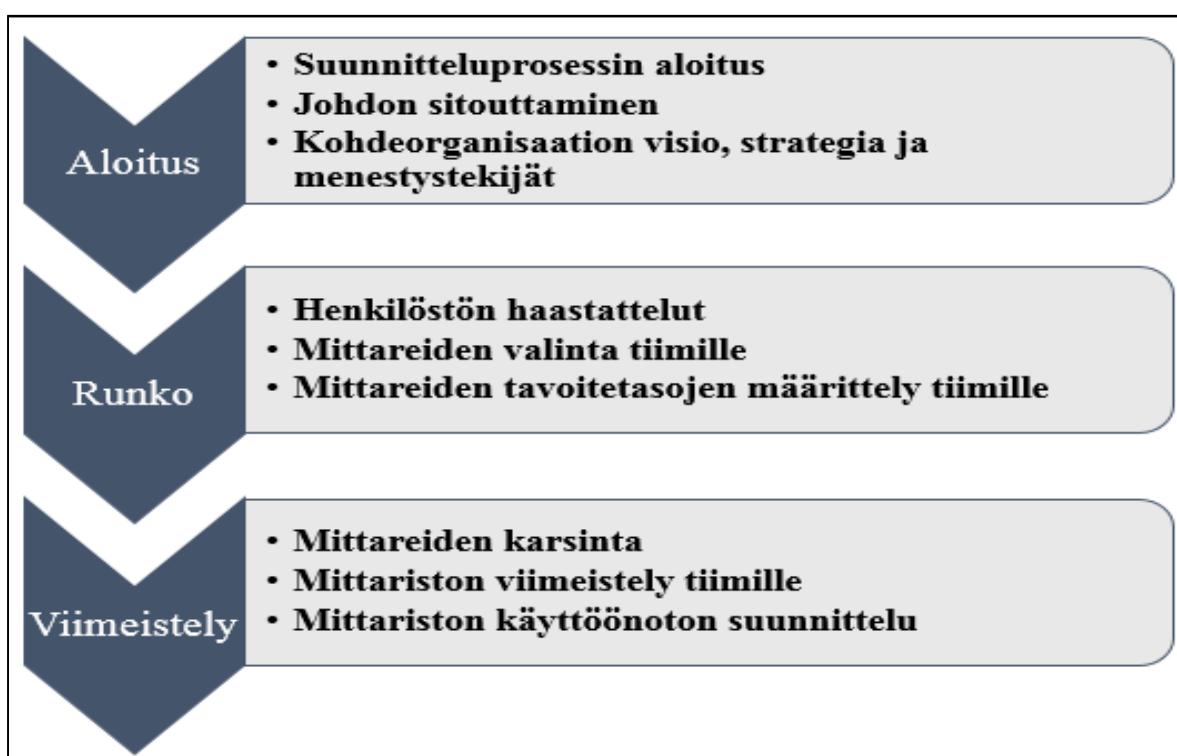 Aloitus
• Suunnitteluprosessin aloitus
• Johdon sitouttaminen
• Kohdeorganisaation visio, strategia ja
menestystekijät
Runko
• Henkilöstön haastattelut
• Mittareiden valinta tiimille
• Mittareiden tavoitetasojen määrittely tiimille
Viimeistely
• Mittareiden karsinta
• Mittariston viimeistely tiimille
• Mittariston käyttöönoton suunnittelu